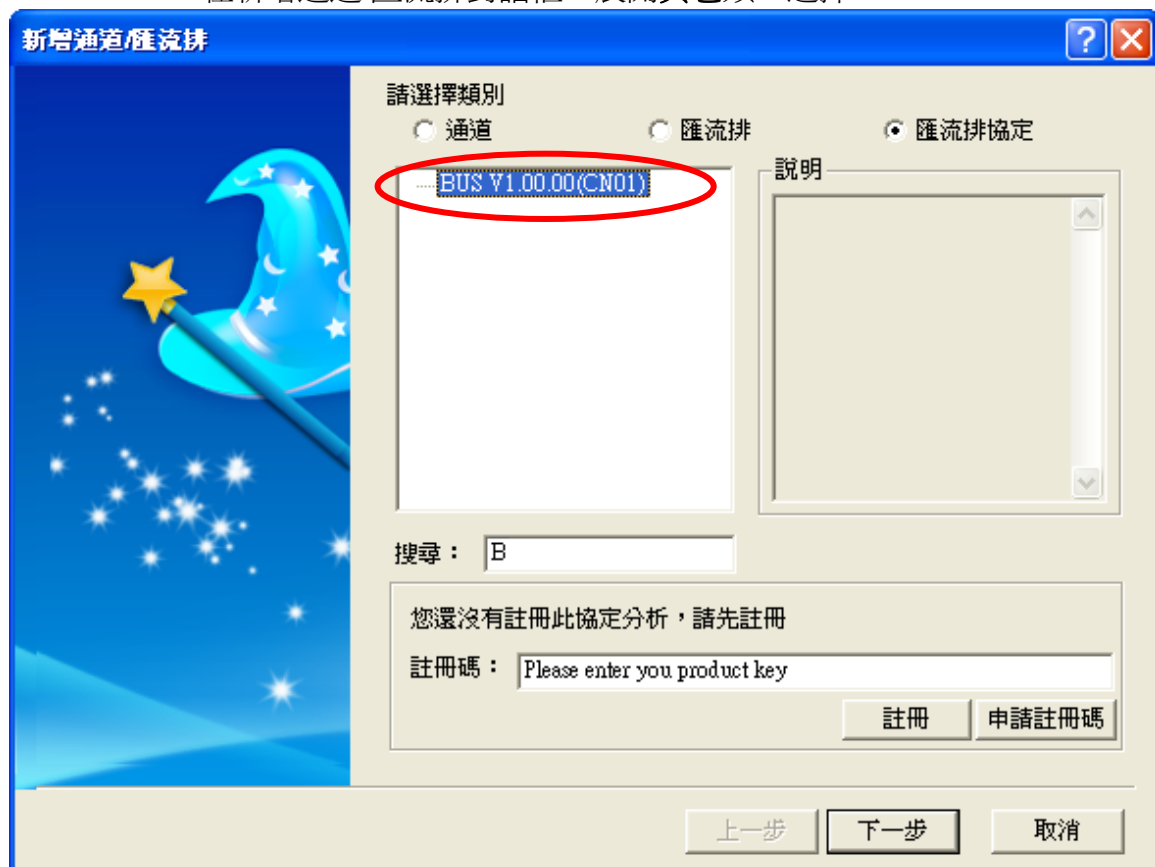 新增通道/匯流排
請選擇類別
通道 匯流排 匯流排協定
BUS V1.00.00(CN01)
說明
搜尋： B
您還沒有註冊此協定分析，請先註冊
註冊碼： Please enter you product key
註冊 申請註冊碼
上一步 下一步 取消